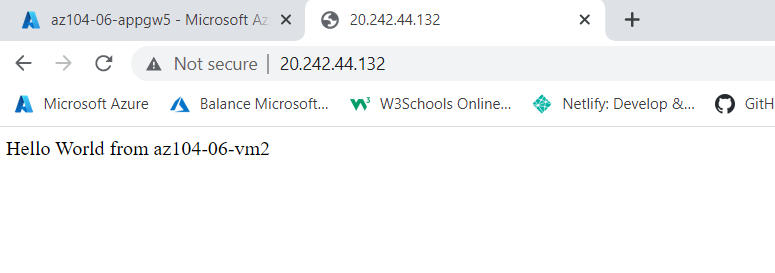 az104-06-appgw5 - Microsoft Az
20.242.44.132
Not secure | 20.242.44.132
Microsoft Azure
Balance Microsoft...
W3Schools Online...
Netlify: Develop &...
GitH
Hello World from az104-06-vm2